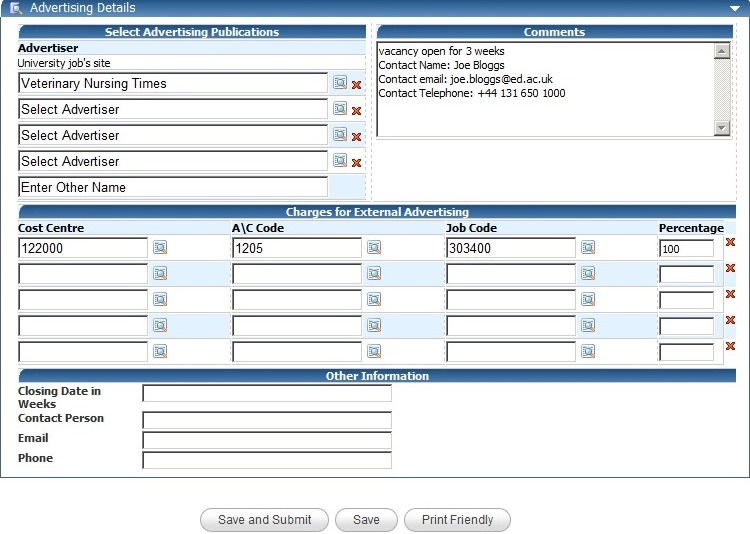 Advertising Details
Select Advertising Publications
Advertiser
University job's site
Veterinary Nursing Times
Select Advertiser
Select Advertiser
Select Advertiser
Enter Other Name
Comments
vacancy open for 3 weeks
Contact Name: Joe Bloggs
Contact email: joe.bloggs@ed.ac.uk
Contact Telephone: +44 131 650 1000
Charges for External Advertising
Cost Centre A\C Code Job Code Percentage
122000 1205 303400 100
Other Information
Closing Date in
Weeks
Contact Person
Email
Phone
Save and Submit Save Print Friendly